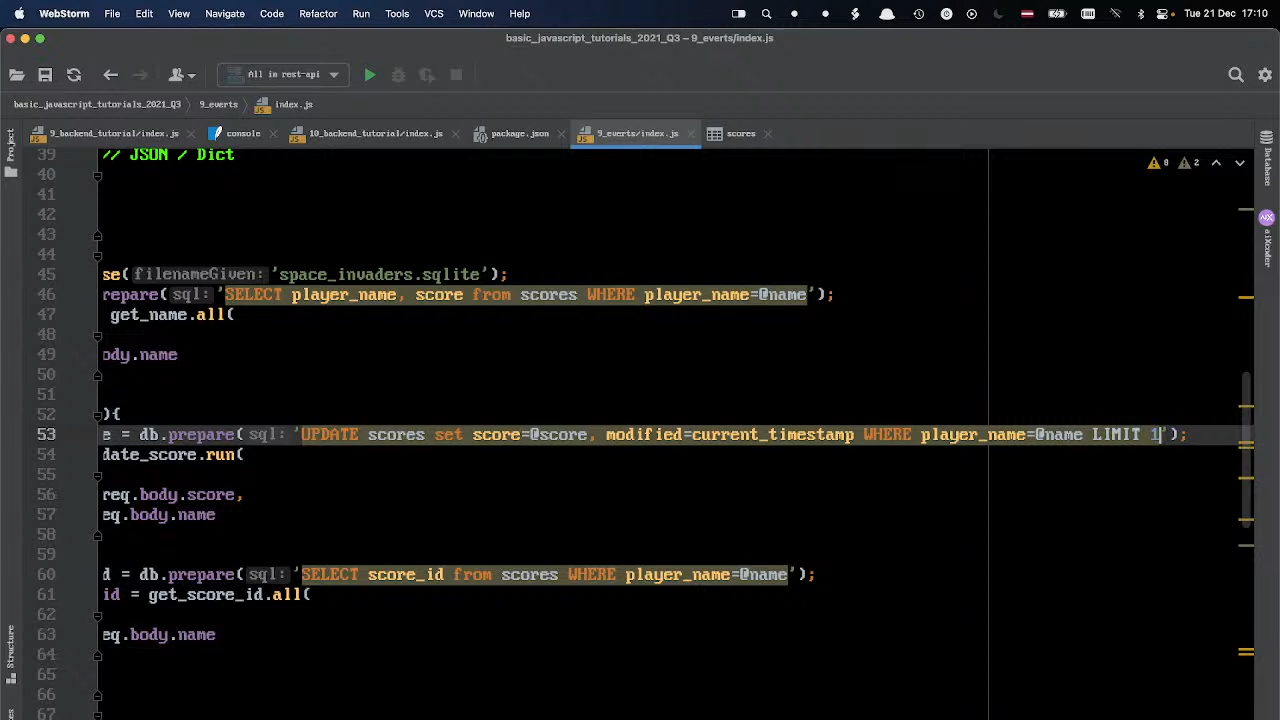 WebStorm File Edit View Navigate Code Refactor Run Tools VCS Window Help Tue 21 Dec 17:10
basic_javascript_tutorials_2021_Q3 – 9_everts/index.js
All in rest-api
basic_javascript_tutorials_2021_Q3 9_everts index.js
9_backend_tutorial/index.js console 10_backend_tutorial/index.js package.json 9_everts/index.js scores
Project
Database
aiXcoder
Structure
8 2
39 // JSON / Dict
40
41
42
43
44
45 se( filenameGiven: 'space_invaders.sqlite');
46 repare( sql: 'SELECT player_name, score from scores WHERE player_name=@name');
47 get_name.all(
48
49 ody.name
50
51
52 ){
53 e = db.prepare( sql: 'UPDATE scores set score=@score, modified=current_timestamp WHERE player_name=@name LIMIT 1');
54 date_score.run(
55
56 req.body.score,
57 eq.body.name
58
59
60 d = db.prepare( sql: 'SELECT score_id from scores WHERE player_name=@name');
61 id = get_score_id.all(
62
63 eq.body.name
64
65
66
67